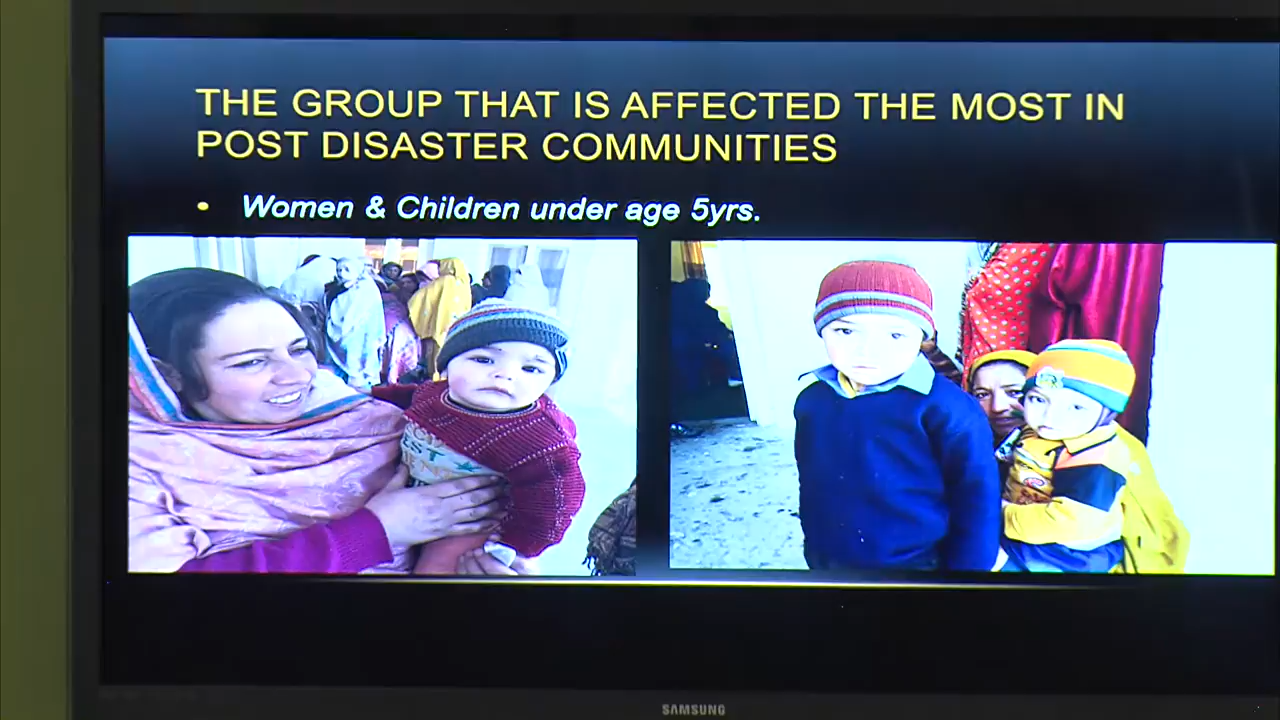 THE GROUP THAT IS AFFECTED THE MOST IN
POST DISASTER COMMUNITIES
• Women & Children under age 5yrs.
SAMSUNG